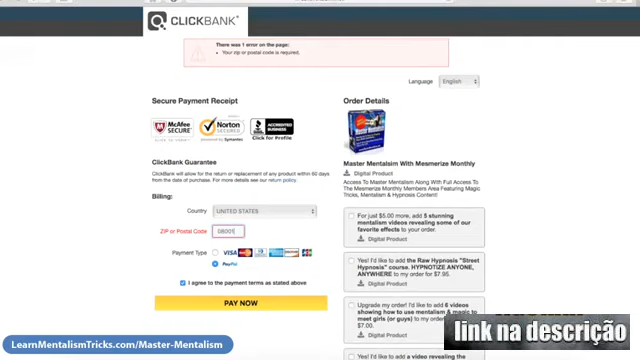 CLICKBANK
There was 1 error on the page:
• Your zip or postal code is required.
Language
English
Secure Payment Receipt
McAfee
SECURE
Norton
SECURED
powered by Symantec
BBB
ACCREDITED
BUSINESS
Click for Profile
ClickBank Guarantee
ClickBank will allow for the return or replacement of any product within 60 days
from the date of purchase. For more details see our return policy.
Billing:
Country
UNITED STATES
ZIP or Postal Code
08001
Payment Type
VISA
PayPal
I agree to the payment terms as stated above
PAY NOW
Order Details
Master Mentalsim With Mesmerize Monthly
Digital Product
Access To Master Mentalism Along With Full Access To
The Mesmerize Monthly Members Area Featuring Magic
Tricks, Mentalism & Hypnosis Content!
For just $5.00 more, add 5 stunning
mentalism videos revealing some of our
favorite effects to your order.
Digital Product
Yes! I'd like to add the Raw Hypnosis "Street
Hypnosis" course. HYPNOTIZE ANYONE,
ANYWHERE to my order for $7.95.
Digital Product
Upgrade my order! I'd like to add 6 videos
showing how to use magic & mentalism to
meet girls (or guys) to my order for
$7.00.
Digital Product
Yes! I'd like to add a video revealing the
LearnMentalismTricks.com/Master-Mentalism
link na descrição